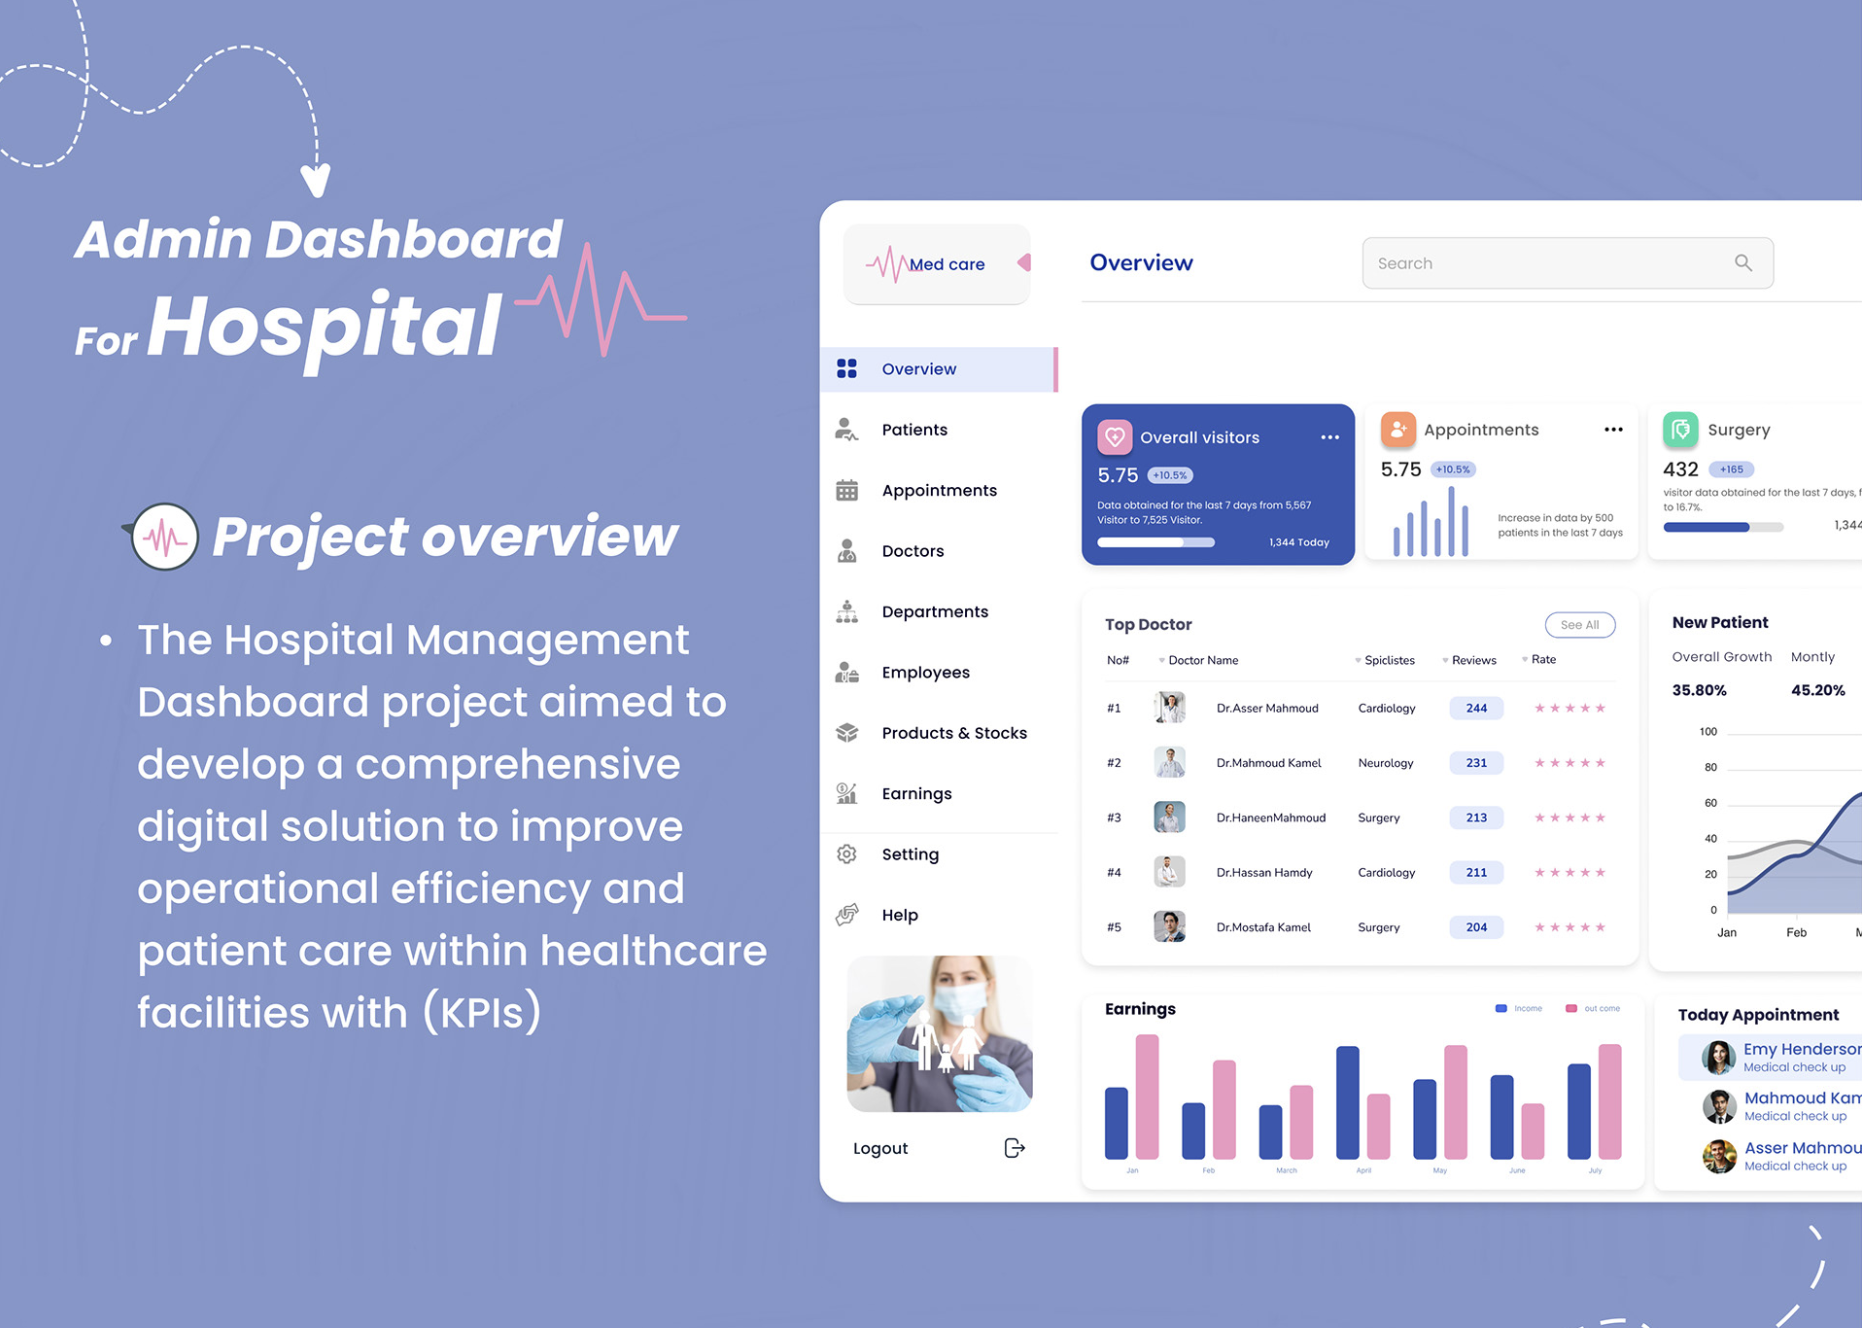 Admin Dashboard
For Hospital
Project overview
• The Hospital Management
Dashboard project aimed to
develop a comprehensive
digital solution to improve
operational efficiency and
patient care within healthcare
facilities with (KPIs)
Med care
Overview
Patients
Appointments
Doctors
Departments
Employees
Products & Stocks
Earnings
Setting
Help
Logout
Overview
Search
Overall visitors
5.75 +10.5%
Data obtained for the last 7 days from 5,567
Visitor to 7,525 Visitor.
1,344 Today
Appointments
5.75 +10.5%
Increase in data by 500
patients in the last 7 days
Surgery
432 +165
visitor data obtained for the last 7 days, f
to 16.7%.
1,344
Top Doctor
See All
No# Doctor Name Spiclistes Reviews Rate
#1 Dr.Asser Mahmoud Cardiology 244
#2 Dr.Mahmoud Kamel Neurology 231
#3 Dr.HaneenMahmoud Surgery 213
#4 Dr.Hassan Hamdy Cardiology 211
#5 Dr.Mostafa Kamel Surgery 204
New Patient
Overall Growth Montly
35.80% 45.20%
100
80
60
40
20
0
Jan Feb M
Earnings
Income out come
Jan Feb March April May June July
Today Appointment
Emy Henderson
Medical check up
Mahmoud Kam
Medical check up
Asser Mahmou
Medical check up